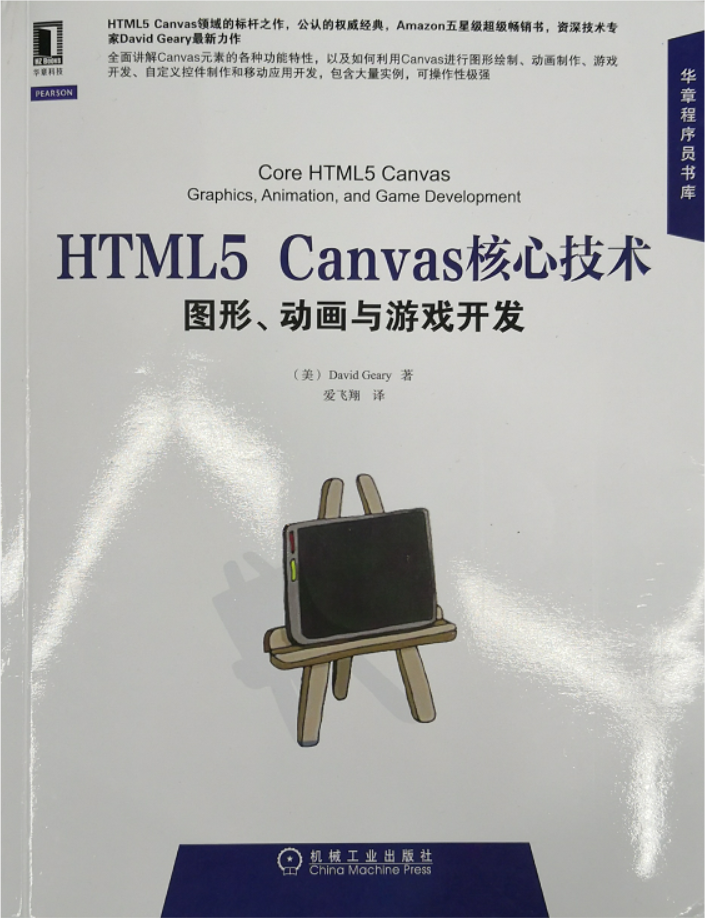 HTML5 Canvas领域的标杆之作，公认的权威经典，Amazon五星级超级畅销书，资深技术专
家David Geary最新力作
全面讲解Canvas元素的各种功能特性，以及如何利用Canvas进行图形绘制、动画制作、游戏
开发、自定义控件制作和移动应用开发，包含大量实例，可操作性极强
HZ Books
华章科技
PEARSON
华章程序员书库
Core HTML5 Canvas
Graphics, Animation, and Game Development
HTML5 Canvas核心技术
图形、动画与游戏开发
（美）David Geary 著
爱飞翔 译
机械工业出版社
China Machine Press